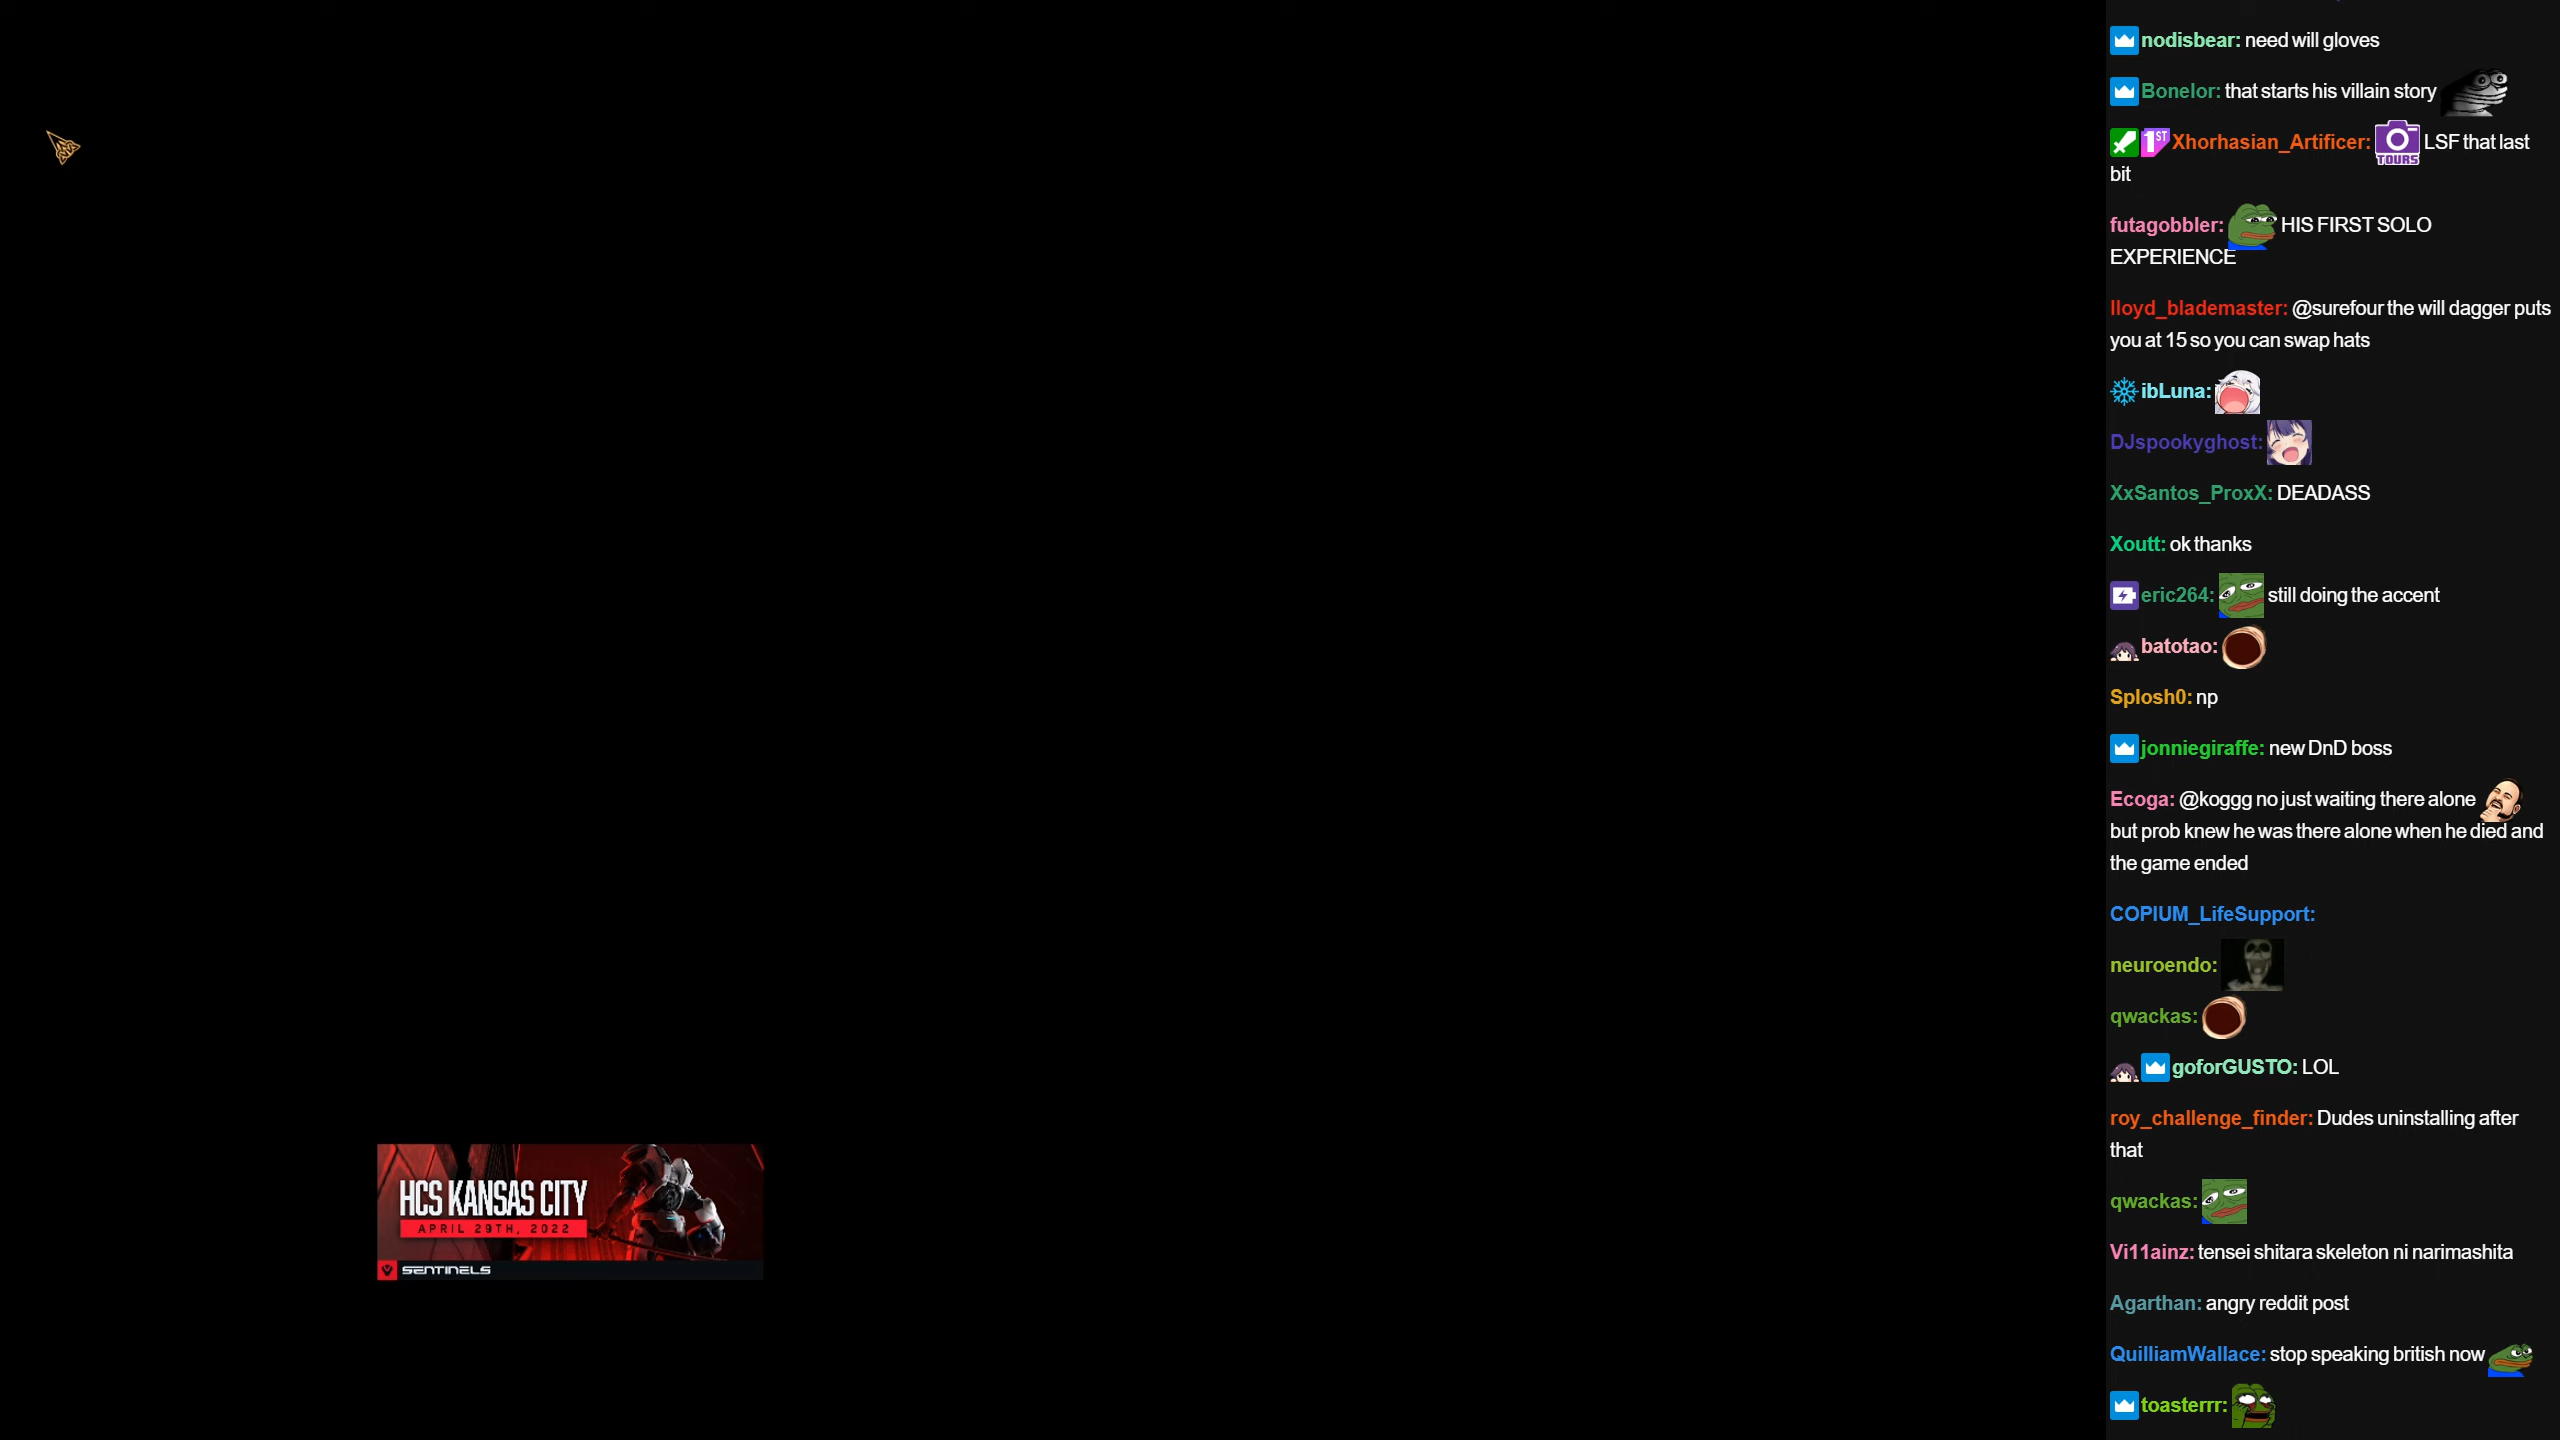 nodisbear: need will gloves
Bonelor: that starts his villain story
1ST Xhorhasian_Artificer: TOURS LSF that last
bit
futagobbler: HIS FIRST SOLO
EXPERIENCE
lloyd_blademaster: @surefour the will dagger puts
you at 15 so you can swap hats
ibLuna:
DJspookyghost:
XxSantos_ProxX: DEADASS
Xoutt: ok thanks
eric264: still doing the accent
batotao:
Splosh0: np
jonniegiraffe: new DnD boss
Ecoga: @koggg no just waiting there alone
but prob knew he was there alone when he died and
the game ended
COPIUM_LifeSupport:
neuroendo:
qwackas:
goforGUSTO: LOL
roy_challenge_finder: Dudes uninstalling after
that
qwackas:
Vi11ainz: tensei shitara skeleton ni narimashita
Agarthan: angry reddit post
QuilliamWallace: stop speaking british now
toasterrr:
HCS KANSAS CITY
APRIL 29TH, 2022
SENTINELS